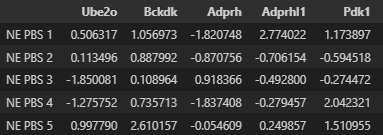 Ube2o Bckdk Adprh Adprhl1 Pdk1
NE PBS 1 0.506317 1.056973 -1.820748 2.774022 1.173897
NE PBS 2 0.113496 0.887992 -0.870756 -0.706154 -0.594518
NE PBS 3 -1.850081 0.108964 0.918366 -0.492800 -0.274472
NE PBS 4 -1.275752 0.735713 -1.837408 -0.279457 2.042321
NE PBS 5 0.997790 2.610157 -0.054609 0.249857 1.510955